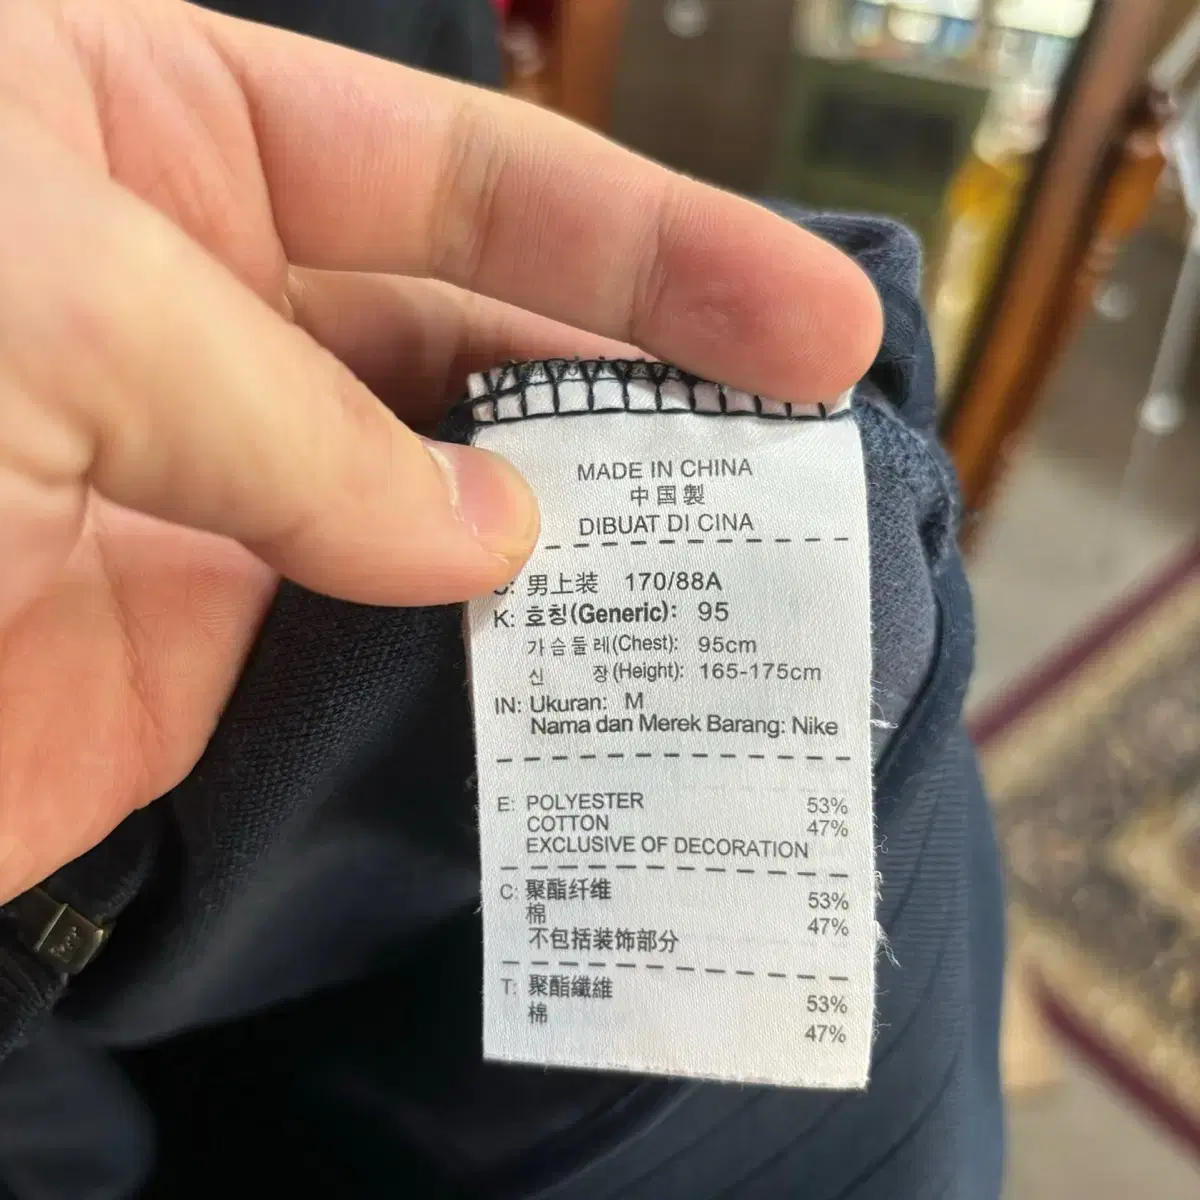 MADE IN CHINA
中国製
DIBUAT DI CINA
男上装 170/88A
K: 호칭(Generic): 95
가슴둘레(Chest): 95cm
신 장(Height): 165-175cm
IN: Ukuran: M
Nama dan Merek Barang: Nike
E: POLYESTER 53%
COTTON 47%
EXCLUSIVE OF DECORATION
C: 聚酯纤维 53%
棉 47%
不包括装饰部分
T: 聚酯纖維 53%
棉 47%